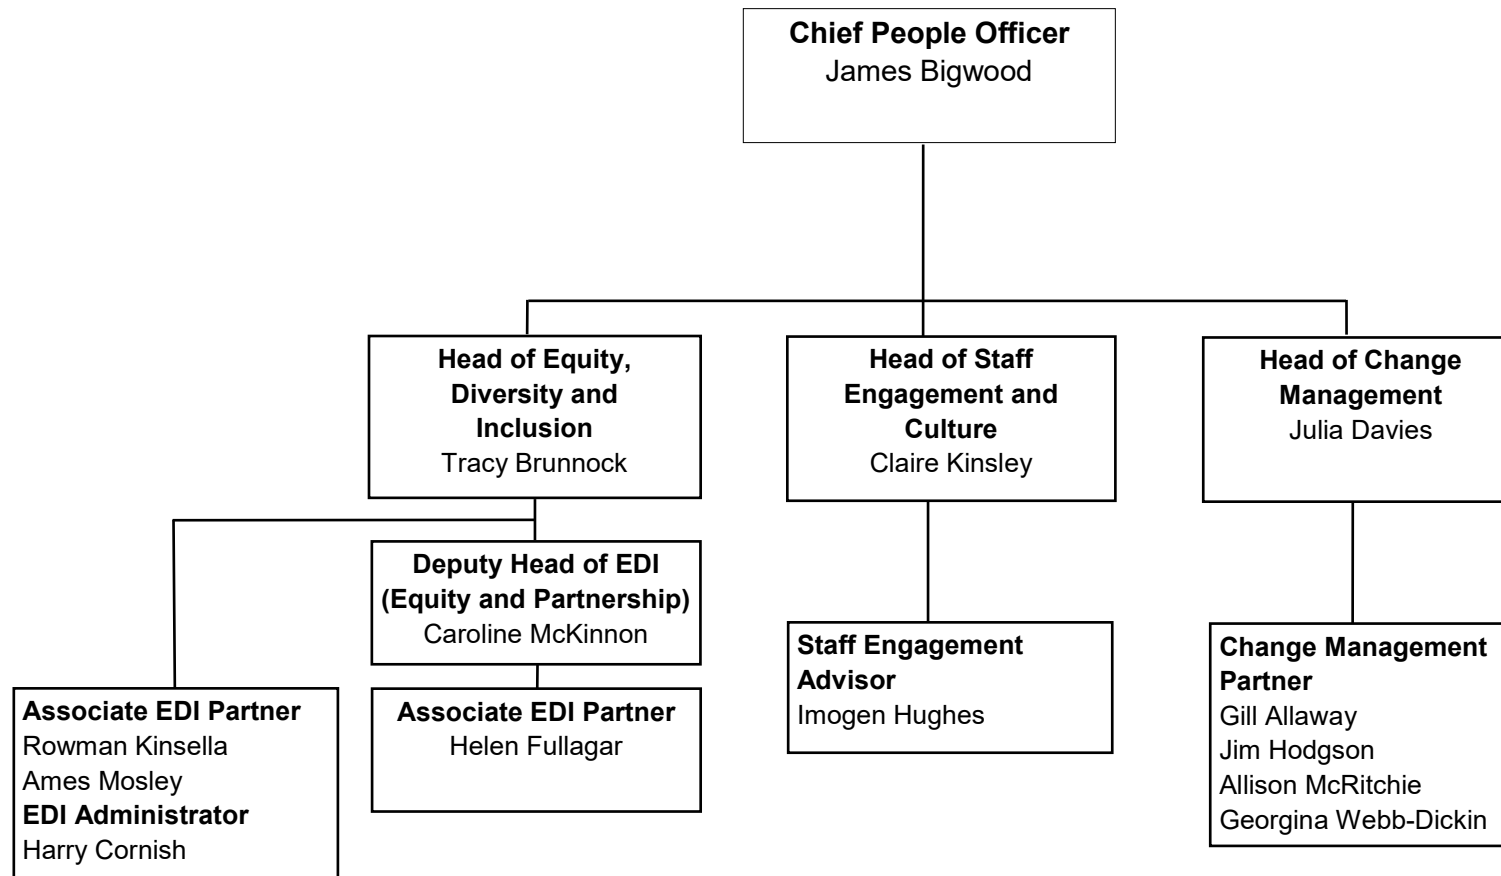 Chief People Officer
James Bigwood
Head of Equity,
Diversity and
Inclusion
Tracy Brunnock
Head of Staff
Engagement and
Culture
Claire Kinsley
Head of Change
Management
Julia Davies
Deputy Head of EDI
(Equity and Partnership)
Caroline McKinnon
Associate EDI Partner
Rowman Kinsella
Ames Mosley
EDI Administrator
Harry Cornish
Associate EDI Partner
Helen Fullagar
Staff Engagement
Advisor
Imogen Hughes
Change Management
Partner
Gill Allaway
Jim Hodgson
Allison McRitchie
Georgina Webb-Dickin